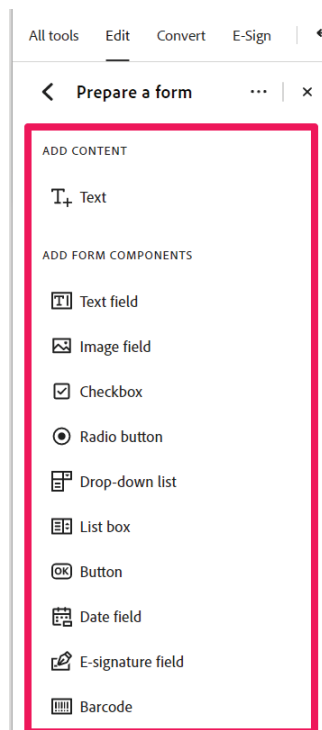 All tools Edit Convert E-Sign
Prepare a form
ADD CONTENT
Text
ADD FORM COMPONENTS
Text field
Image field
Checkbox
Radio button
Drop-down list
List box
OK Button
Date field
E-signature field
Barcode